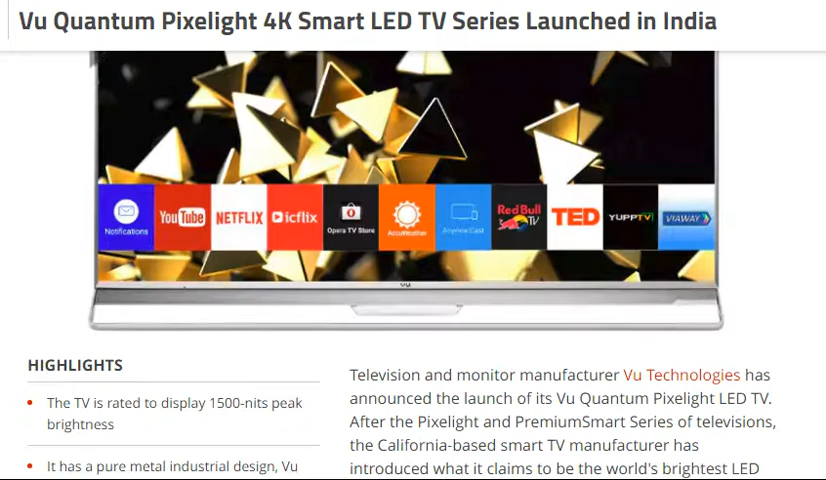 Vu Quantum Pixelight 4K Smart LED TV Series Launched in India
Notifications
YouTube
NETFLIX
icflix
Opera TV Store
AccuWeather
AnyviewCast
Red Bull
TV
TED
YUPPTV
VIAWAY
vu
HIGHLIGHTS
The TV is rated to display 1500-nits peak
brightness
It has a pure metal industrial design, Vu
Television and monitor manufacturer Vu Technologies has
announced the launch of its Vu Quantum Pixelight LED TV.
After the Pixelight and PremiumSmart Series of televisions,
the California-based smart TV manufacturer has
introduced what it claims to be the world's brightest LED